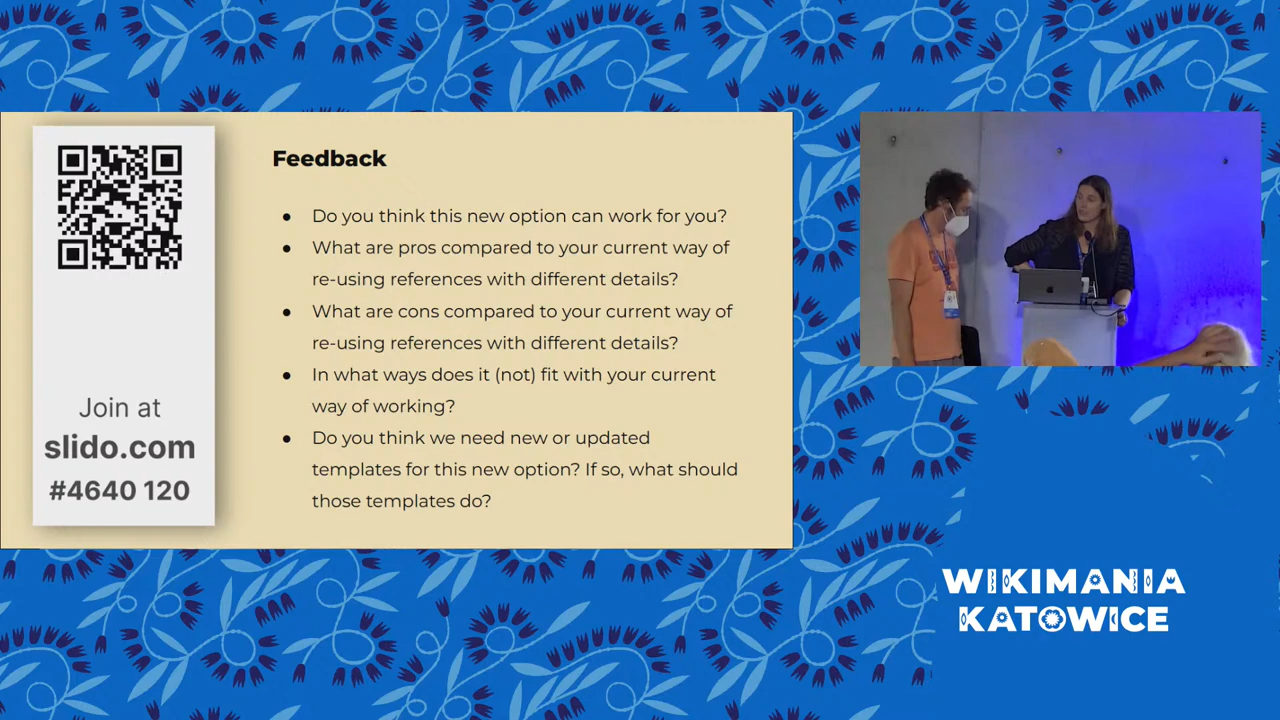 Feedback
● Do you think this new option can work for you?
● What are pros compared to your current way of
re-using references with different details?
● What are cons compared to your current way of
re-using references with different details?
● In what ways does it (not) fit with your current
way of working?
● Do you think we need new or updated
templates for this new option? If so, what should
those templates do?
Join at
slido.com
#4640 120
WIKIMANIA
KATOWICE